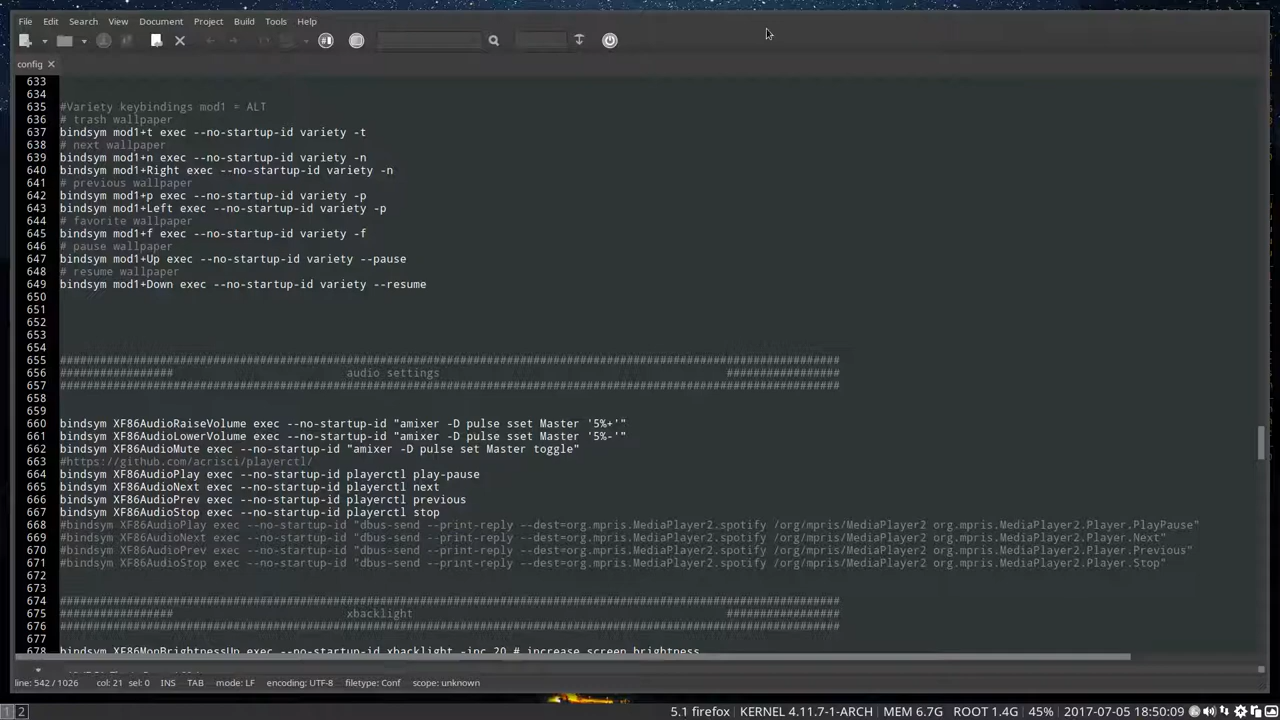 File Edit Search View Document Project Build Tools Help
config
633
634
635 #Variety keybindings mod1 = ALT
636 # trash wallpaper
637 bindsym mod1+t exec --no-startup-id variety -t
638 # next wallpaper
639 bindsym mod1+n exec --no-startup-id variety -n
640 bindsym mod1+Right exec --no-startup-id variety -n
641 # previous wallpaper
642 bindsym mod1+p exec --no-startup-id variety -p
643 bindsym mod1+Left exec --no-startup-id variety -p
644 # favorite wallpaper
645 bindsym mod1+f exec --no-startup-id variety -f
646 # pause wallpaper
647 bindsym mod1+Up exec --no-startup-id variety --pause
648 # resume wallpaper
649 bindsym mod1+Down exec --no-startup-id variety --resume
650
651
652
653
654
655 #####################################################################################################################
656 ################# audio settings #################
657 #####################################################################################################################
658
659
660 bindsym XF86AudioRaiseVolume exec --no-startup-id "amixer -D pulse sset Master '5%+'"
661 bindsym XF86AudioLowerVolume exec --no-startup-id "amixer -D pulse sset Master '5%-'"
662 bindsym XF86AudioMute exec --no-startup-id "amixer -D pulse set Master toggle"
663 #https://github.com/acrisci/playerctl/
664 bindsym XF86AudioPlay exec --no-startup-id playerctl play-pause
665 bindsym XF86AudioNext exec --no-startup-id playerctl next
666 bindsym XF86AudioPrev exec --no-startup-id playerctl previous
667 bindsym XF86AudioStop exec --no-startup-id playerctl stop
668 #bindsym XF86AudioPlay exec --no-startup-id "dbus-send --print-reply --dest=org.mpris.MediaPlayer2.spotify /org/mpris/MediaPlayer2 org.mpris.MediaPlayer2.Player.PlayPause"
669 #bindsym XF86AudioNext exec --no-startup-id "dbus-send --print-reply --dest=org.mpris.MediaPlayer2.spotify /org/mpris/MediaPlayer2 org.mpris.MediaPlayer2.Player.Next"
670 #bindsym XF86AudioPrev exec --no-startup-id "dbus-send --print-reply --dest=org.mpris.MediaPlayer2.spotify /org/mpris/MediaPlayer2 org.mpris.MediaPlayer2.Player.Previous"
671 #bindsym XF86AudioStop exec --no-startup-id "dbus-send --print-reply --dest=org.mpris.MediaPlayer2.spotify /org/mpris/MediaPlayer2 org.mpris.MediaPlayer2.Player.Stop"
672
673
674 #####################################################################################################################
675 ################# xbacklight #################
676 #####################################################################################################################
677
678 bindsym XF86MonBrightnessUp exec --no-startup-id xbacklight -inc 20 # increase screen brightness
line: 542 / 1026 col: 21 sel: 0 INS TAB mode: LF encoding: UTF-8 filetype: Conf scope: unknown
1 2 5.1 firefox KERNEL 4.11.7-1-ARCH MEM 6.7G ROOT 1.4G 45% 2017-07-05 18:50:09